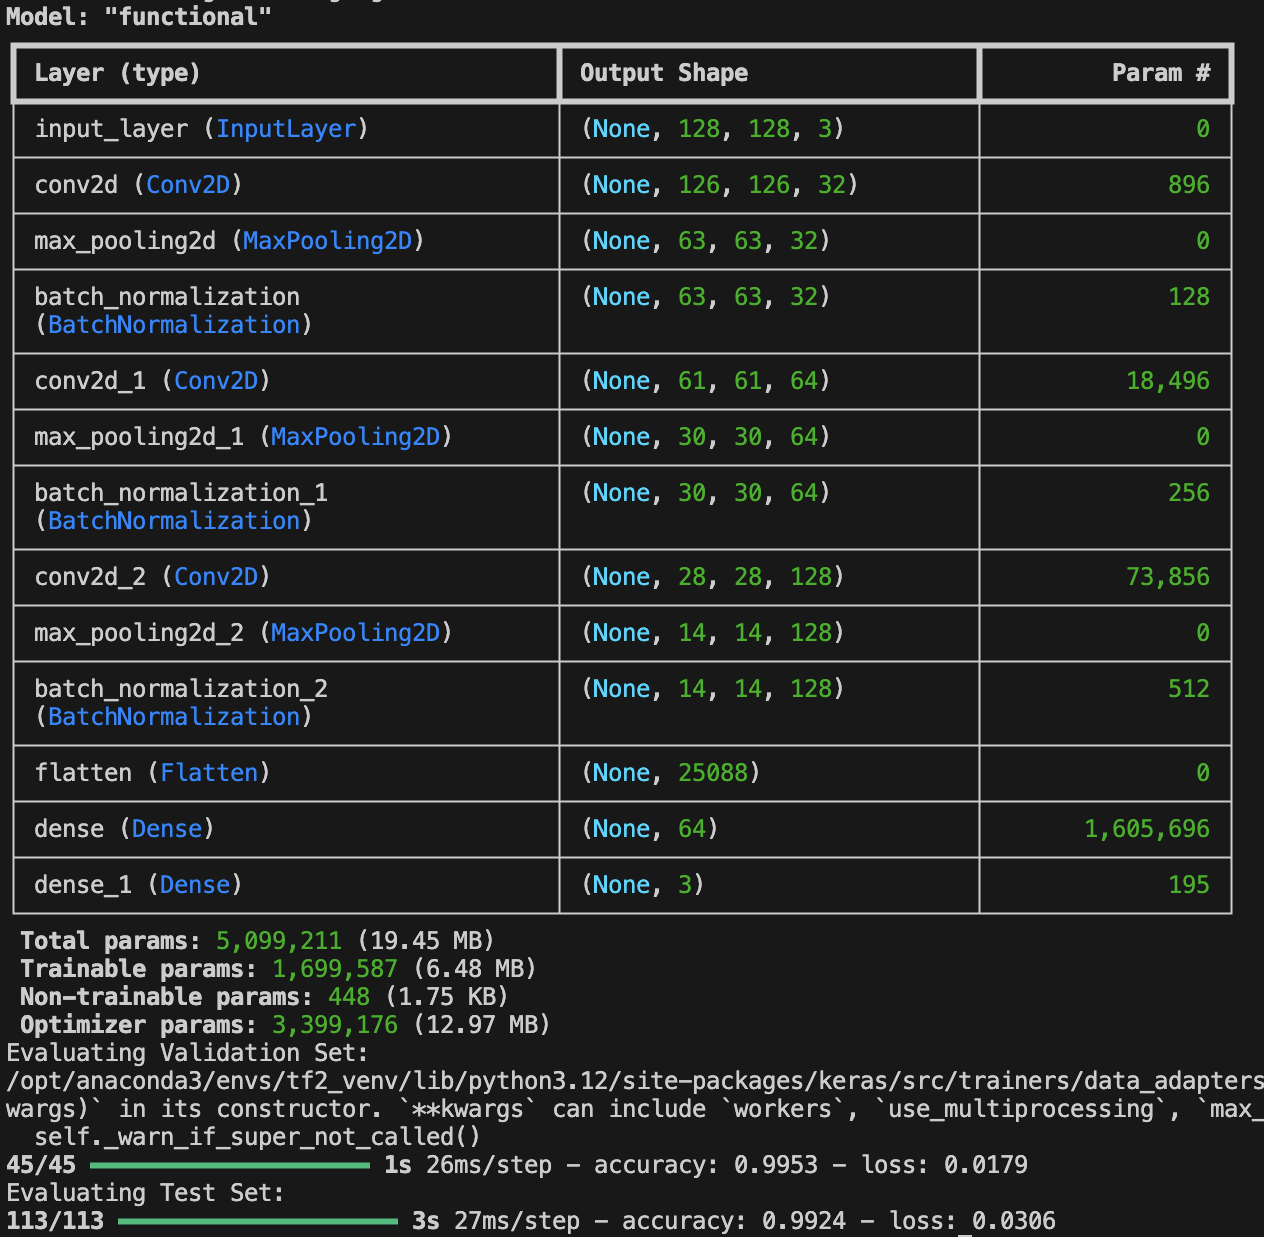 Model: "functional"
Layer (type) Output Shape Param #
input_layer (InputLayer) (None, 128, 128, 3) 0
conv2d (Conv2D) (None, 126, 126, 32) 896
max_pooling2d (MaxPooling2D) (None, 63, 63, 32) 0
batch_normalization (None, 63, 63, 32) 128
(BatchNormalization)
conv2d_1 (Conv2D) (None, 61, 61, 64) 18,496
max_pooling2d_1 (MaxPooling2D) (None, 30, 30, 64) 0
batch_normalization_1 (None, 30, 30, 64) 256
(BatchNormalization)
conv2d_2 (Conv2D) (None, 28, 28, 128) 73,856
max_pooling2d_2 (MaxPooling2D) (None, 14, 14, 128) 0
batch_normalization_2 (None, 14, 14, 128) 512
(BatchNormalization)
flatten (Flatten) (None, 25088) 0
dense (Dense) (None, 64) 1,605,696
dense_1 (Dense) (None, 3) 195
Total params: 5,099,211 (19.45 MB)
Trainable params: 1,699,587 (6.48 MB)
Non-trainable params: 448 (1.75 KB)
Optimizer params: 3,399,176 (12.97 MB)
Evaluating Validation Set:
/opt/anaconda3/envs/tf2_venv/lib/python3.12/site-packages/keras/src/trainers/data_adapters
wargs)` in its constructor. `**kwargs` can include `workers`, `use_multiprocessing`, `max_
self._warn_if_super_not_called()
45/45 1s 26ms/step - accuracy: 0.9953 - loss: 0.0179
Evaluating Test Set:
113/113 3s 27ms/step - accuracy: 0.9924 - loss: 0.0306